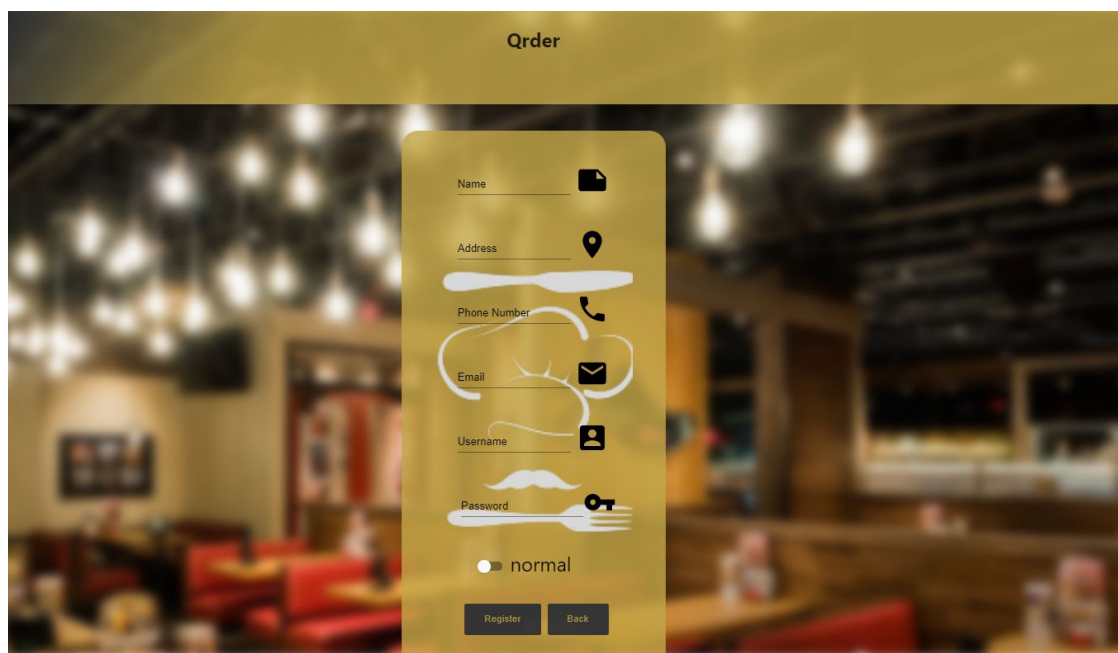 Qrder
Name
Address
Phone Number
Email
Username
Password
normal
Register Back